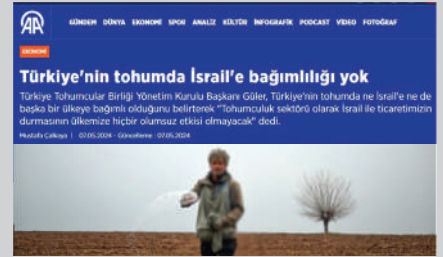 AA
GÜNDEM DÜNYA EKONOMİ SPOR ANALİZ KÜLTÜR İNFOGRAFİK PODCAST VİDEO FOTOĞRAF
EKONOMİ
Türkiye'nin tohumda İsrail'e bağımlılığı yok
Türkiye Tohumcular Birliği Yönetim Kurulu Başkanı Güler, Türkiye'nin tohumda ne İsrail'e ne de
başka bir ülkeye bağımlı olduğunu belirterek "Tohumculuk sektörü olarak İsrail ile ticaretimizin
durmasının ülkemize hiçbir olumsuz etkisi olmayacak" dedi.
Mustafa Çalkaya | 07.05.2024 - Güncelleme : 07.05.2024